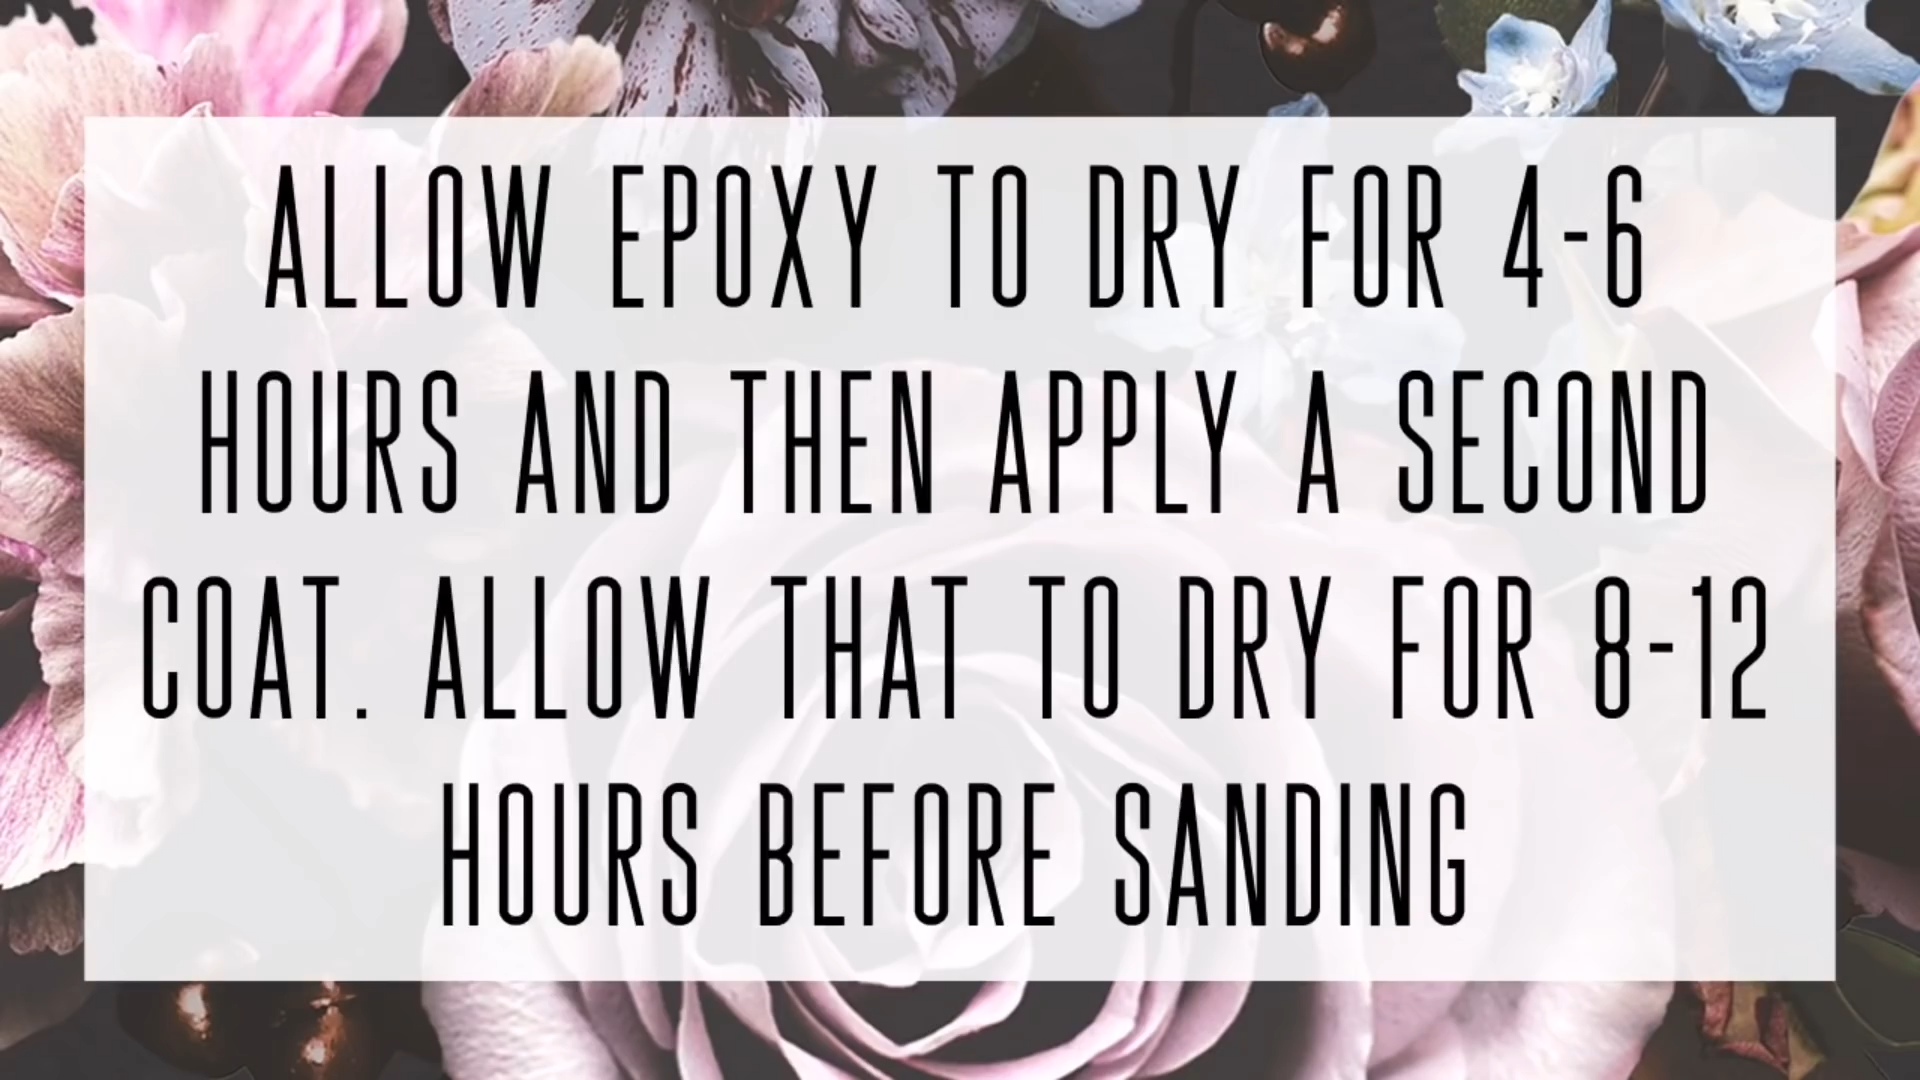 ALLOW EPOXY TO DRY FOR 4-6
HOURS AND THEN APPLY A SECOND
COAT. ALLOW THAT TO DRY FOR 8-12
HOURS BEFORE SANDING